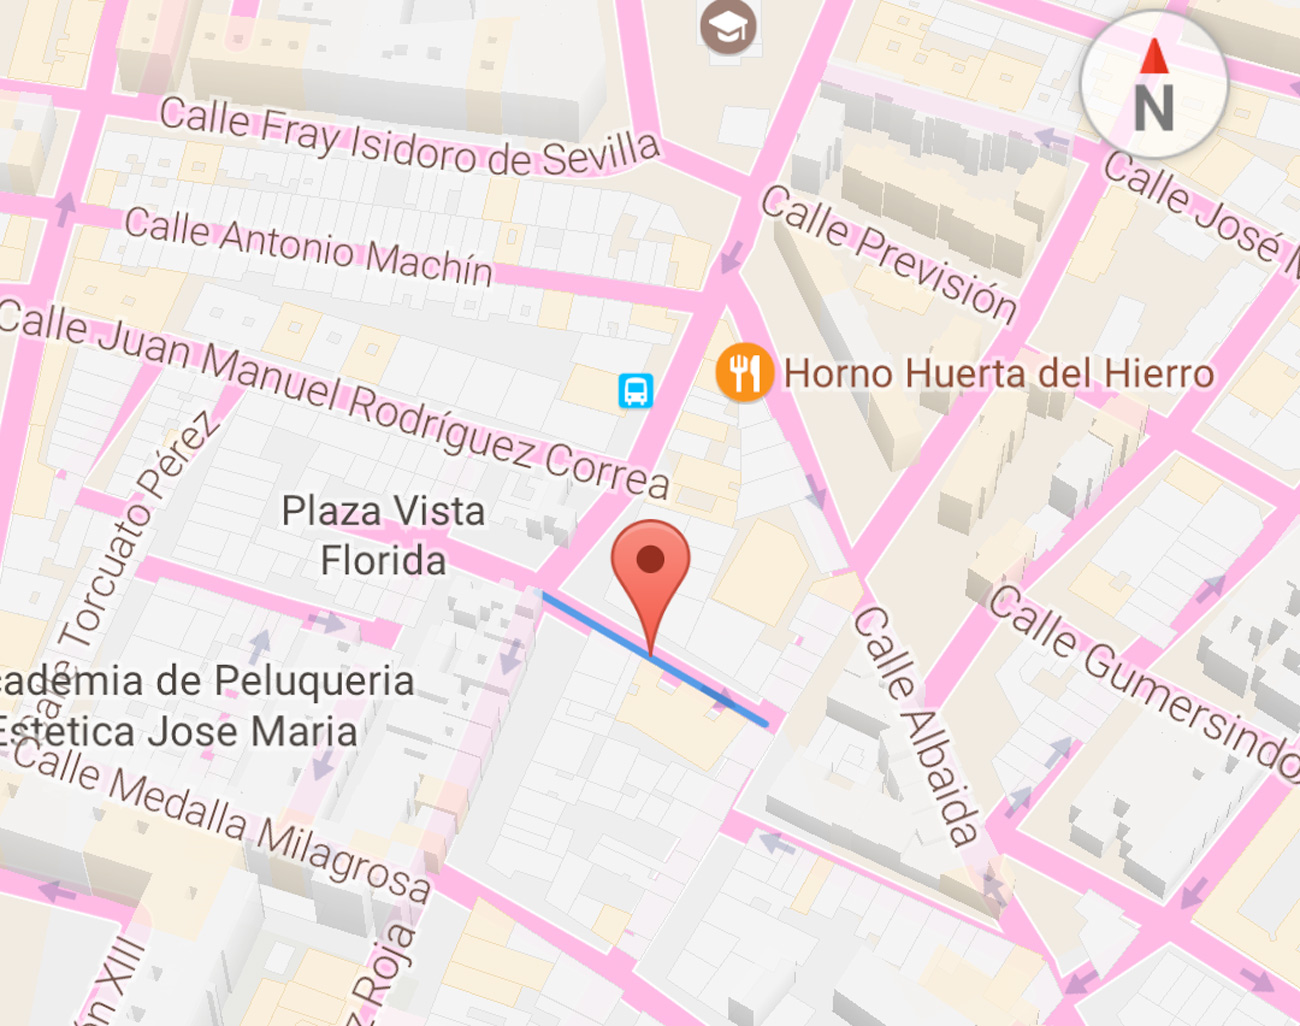 N
Calle Fray Isidoro de Sevilla
Calle José M
Calle Previsión
Calle Antonio Machín
Calle Juan Manuel Rodríguez Correa
Horno Huerta del Hierro
Calle Torcuato Pérez
Plaza Vista
Florida
Calle Gumersindo
Calle Albaida
cademia de Peluqueria
Estetica Jose Maria
Calle Medalla Milagrosa
z Roja
ón XIII